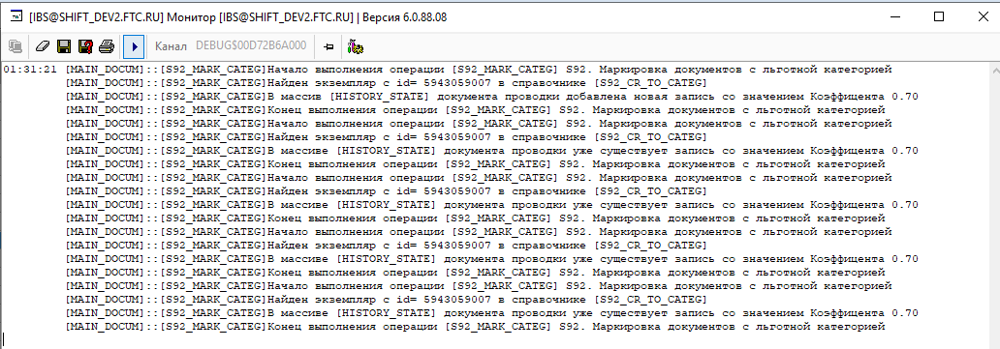 [IBS@SHIFT_DEV2.FTC.RU] Монитор [IBS@SHIFT_DEV2.FTC.RU] | Версия 6.0.88.08
Канал DEBUG$00D72B6A000
01:31:21 [MAIN_DOCUM]::[S92_MARK_CATEG]Начало выполнения операции [S92_MARK_CATEG] S92. Маркировка документов с льготной категорией
[MAIN_DOCUM]::[S92_MARK_CATEG]Найден экземпляр с id= 5943059007 в справочнике [S92_CR_TO_CATEG]
[MAIN_DOCUM]::[S92_MARK_CATEG]В массив [HISTORY_STATE] документа проводки добавлена новая запись со значением Коэффицента 0.70
[MAIN_DOCUM]::[S92_MARK_CATEG]Конец выполнения операции [S92_MARK_CATEG] S92. Маркировка документов с льготной категорией
[MAIN_DOCUM]::[S92_MARK_CATEG]Начало выполнения операции [S92_MARK_CATEG] S92. Маркировка документов с льготной категорией
[MAIN_DOCUM]::[S92_MARK_CATEG]Найден экземпляр с id= 5943059007 в справочнике [S92_CR_TO_CATEG]
[MAIN_DOCUM]::[S92_MARK_CATEG]В массиве [HISTORY_STATE] документа проводки уже существует запись со значением Коэффицента 0.70
[MAIN_DOCUM]::[S92_MARK_CATEG]Конец выполнения операции [S92_MARK_CATEG] S92. Маркировка документов с льготной категорией
[MAIN_DOCUM]::[S92_MARK_CATEG]Начало выполнения операции [S92_MARK_CATEG] S92. Маркировка документов с льготной категорией
[MAIN_DOCUM]::[S92_MARK_CATEG]Найден экземпляр с id= 5943059007 в справочнике [S92_CR_TO_CATEG]
[MAIN_DOCUM]::[S92_MARK_CATEG]В массиве [HISTORY_STATE] документа проводки уже существует запись со значением Коэффицента 0.70
[MAIN_DOCUM]::[S92_MARK_CATEG]Конец выполнения операции [S92_MARK_CATEG] S92. Маркировка документов с льготной категорией
[MAIN_DOCUM]::[S92_MARK_CATEG]Начало выполнения операции [S92_MARK_CATEG] S92. Маркировка документов с льготной категорией
[MAIN_DOCUM]::[S92_MARK_CATEG]Найден экземпляр с id= 5943059007 в справочнике [S92_CR_TO_CATEG]
[MAIN_DOCUM]::[S92_MARK_CATEG]В массиве [HISTORY_STATE] документа проводки уже существует запись со значением Коэффицента 0.70
[MAIN_DOCUM]::[S92_MARK_CATEG]Конец выполнения операции [S92_MARK_CATEG] S92. Маркировка документов с льготной категорией
[MAIN_DOCUM]::[S92_MARK_CATEG]Начало выполнения операции [S92_MARK_CATEG] S92. Маркировка документов с льготной категорией
[MAIN_DOCUM]::[S92_MARK_CATEG]Найден экземпляр с id= 5943059007 в справочнике [S92_CR_TO_CATEG]
[MAIN_DOCUM]::[S92_MARK_CATEG]В массиве [HISTORY_STATE] документа проводки уже существует запись со значением Коэффицента 0.70
[MAIN_DOCUM]::[S92_MARK_CATEG]Конец выполнения операции [S92_MARK_CATEG] S92. Маркировка документов с льготной категорией